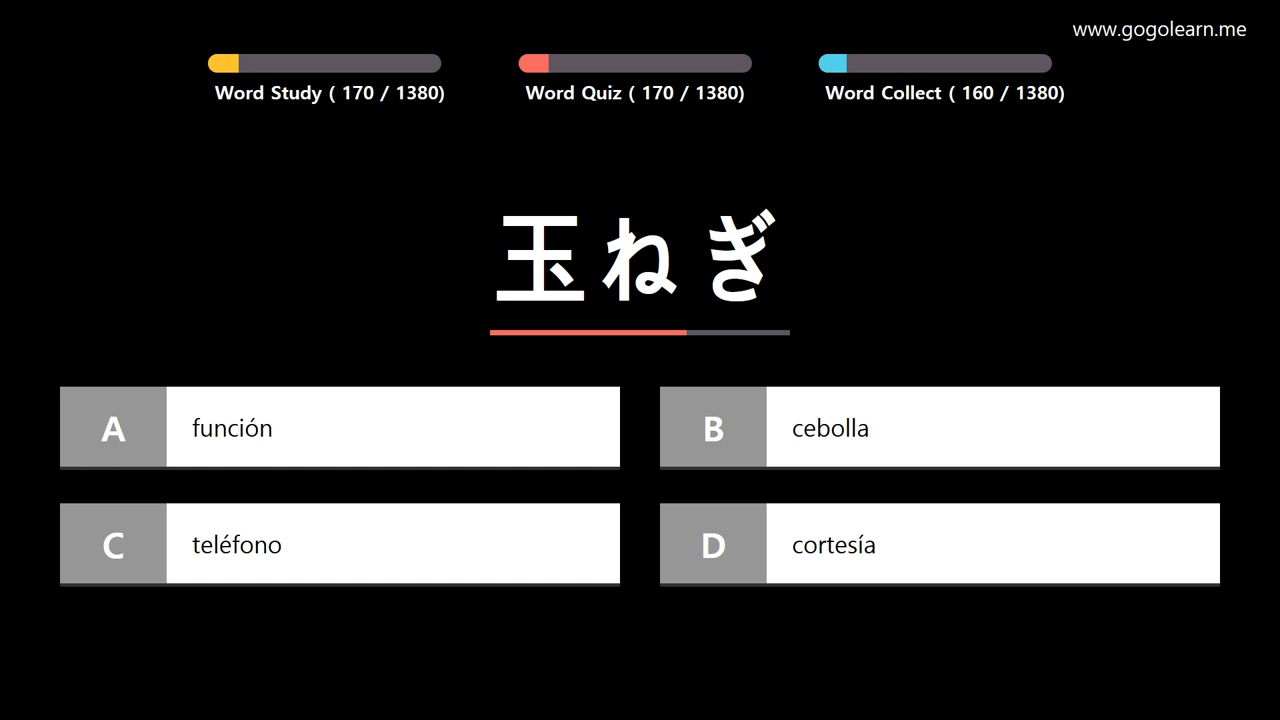 www.gogolearn.me
Word Study ( 170 / 1380)
Word Quiz ( 170 / 1380)
Word Collect ( 160 / 1380)
玉ねぎ
A
función
B
cebolla
C
teléfono
D
cortesía